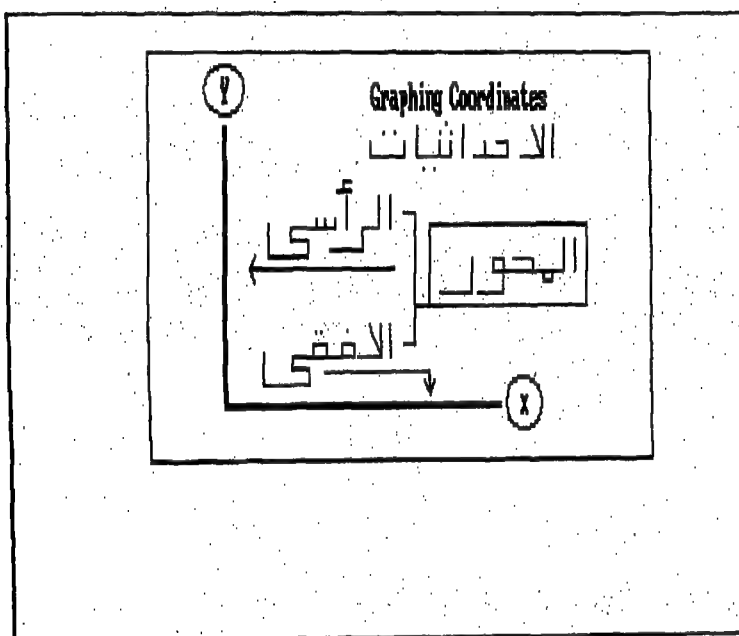 Y
Graphing Coordinates
الاحداثيات
الرأسي
المحور
الافقي
X